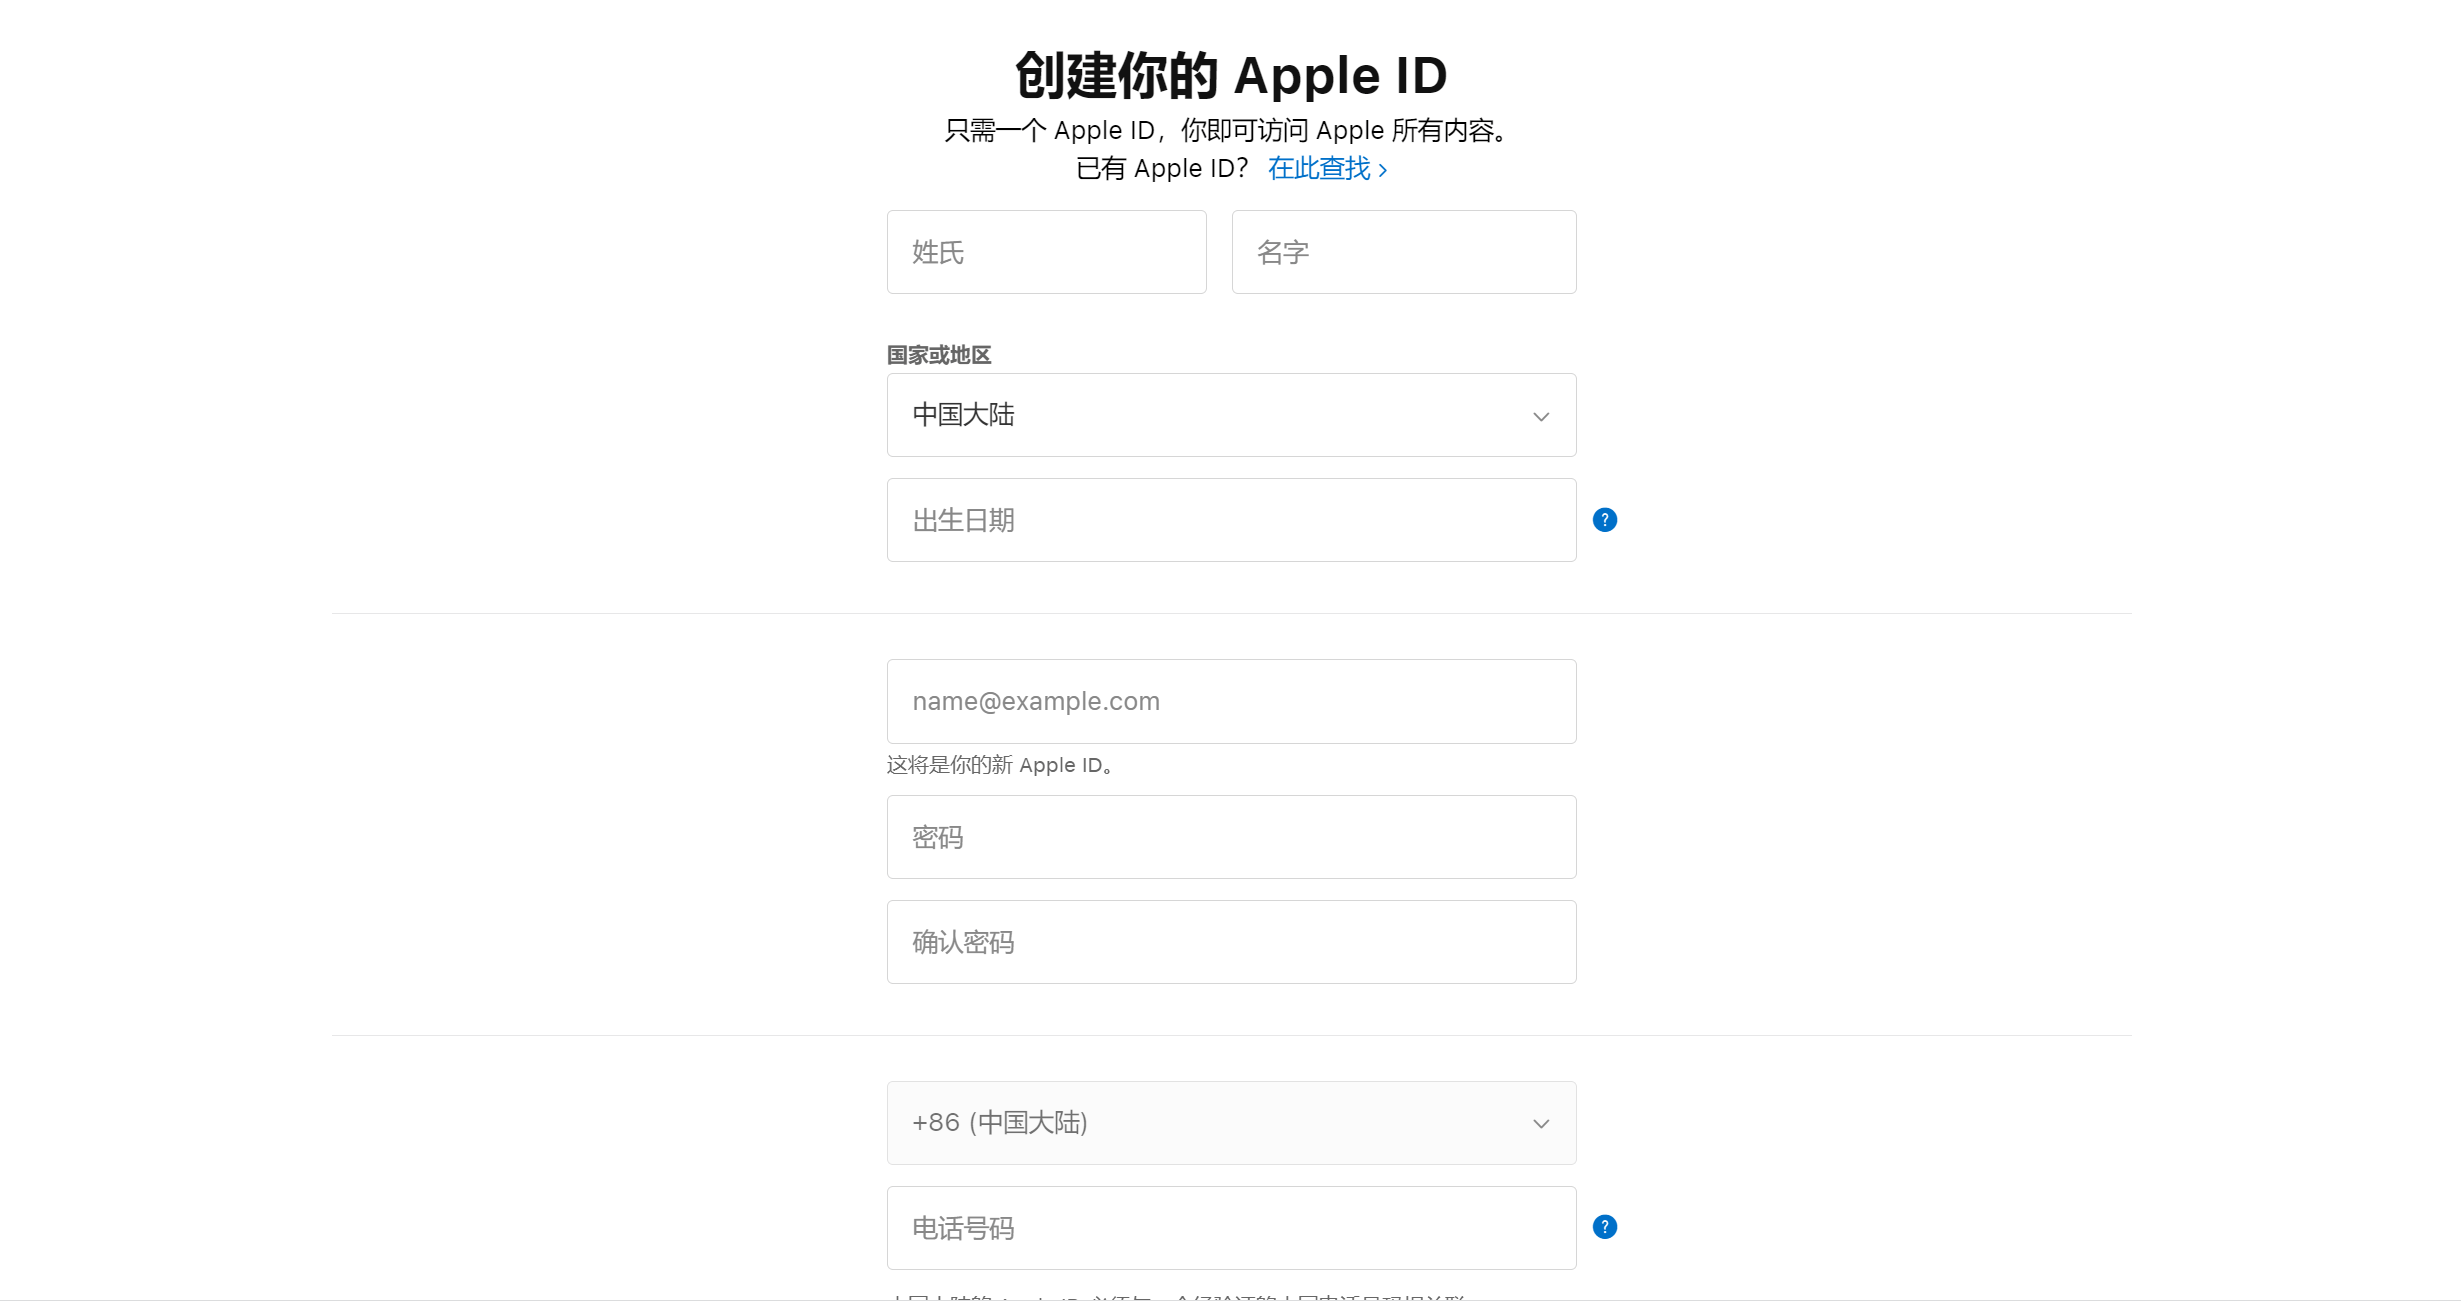 创建你的 Apple ID
只需一个 Apple ID，你即可访问 Apple 所有内容。
已有 Apple ID？ 在此查找 >
姓氏
名字
国家或地区
中国大陆
出生日期
?
name@example.com
这将是你的新 Apple ID。
密码
确认密码
+86 (中国大陆)
电话号码
?